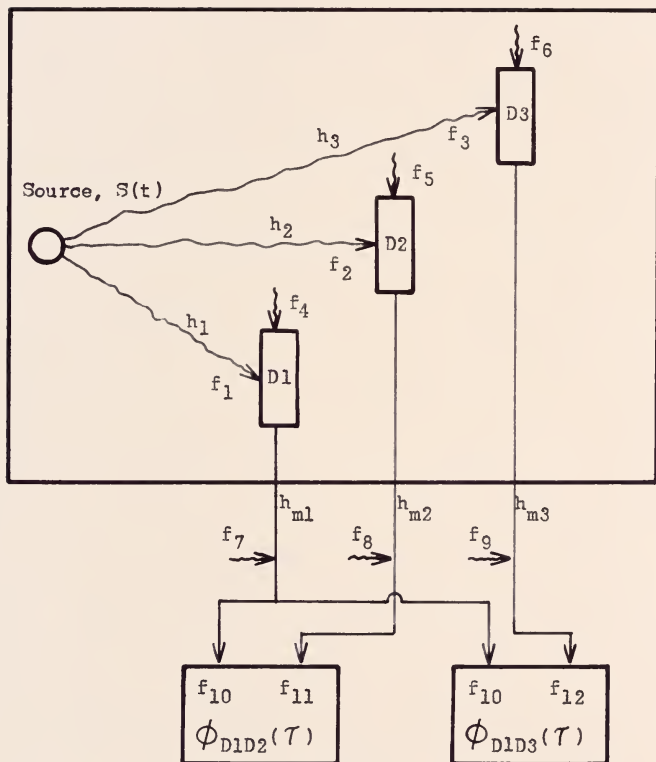 f6
D3
h3
f3
Source, S(t)
f5
h2
D2
f2
f4
h1
f1
D1
hm1
hm2
hm3
f7
f8
f9
f10 f11
ϕD1D2(τ)
f10 f12
ϕD1D3(τ)